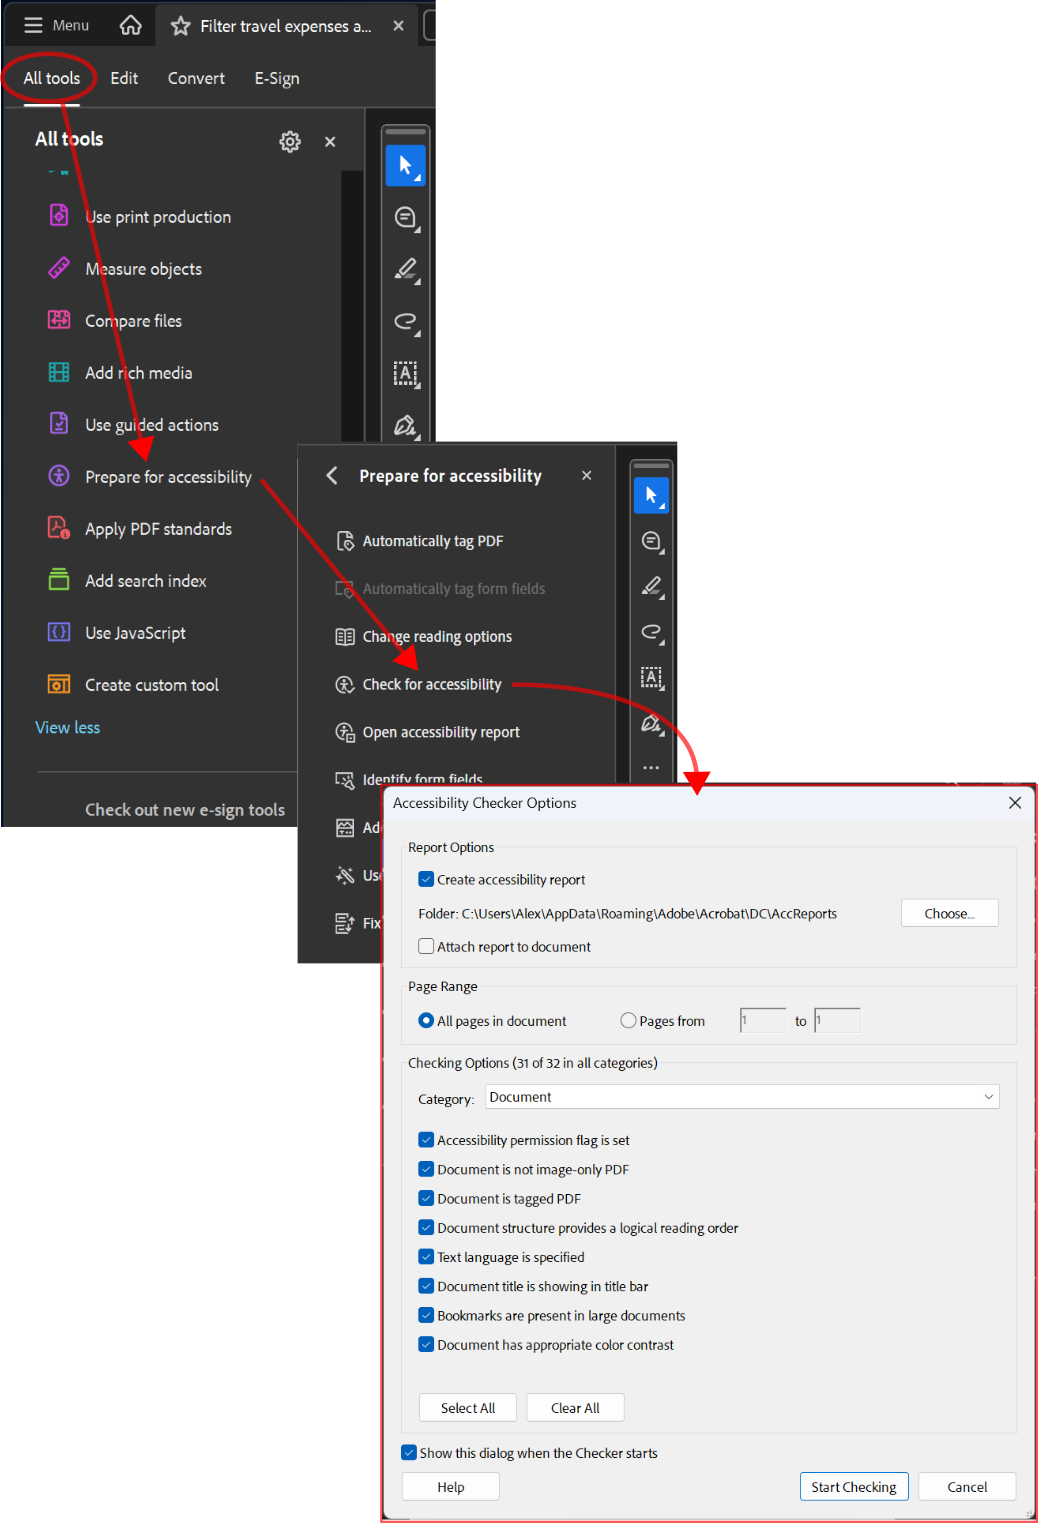 Menu
Filter travel expenses a...
All tools
Edit
Convert
E-Sign
All tools
Use print production
Measure objects
Compare files
Add rich media
Use guided actions
Prepare for accessibility
Apply PDF standards
Add search index
Use JavaScript
Create custom tool
View less
Check out new e-sign tools
Prepare for accessibility
Automatically tag PDF
Automatically tag form fields
Change reading options
Check for accessibility
Open accessibility report
Identify form fields
Ad
Use
Fix
Accessibility Checker Options
Report Options
Create accessibility report
Folder: C:\Users\Alex\AppData\Roaming\Adobe\Acrobat\DC\AccReports
Choose...
Attach report to document
Page Range
All pages in document
Pages from
1
to
1
Checking Options (31 of 32 in all categories)
Category:
Document
Accessibility permission flag is set
Document is not image-only PDF
Document is tagged PDF
Document structure provides a logical reading order
Text language is specified
Document title is showing in title bar
Bookmarks are present in large documents
Document has appropriate color contrast
Select All
Clear All
Show this dialog when the Checker starts
Help
Start Checking
Cancel